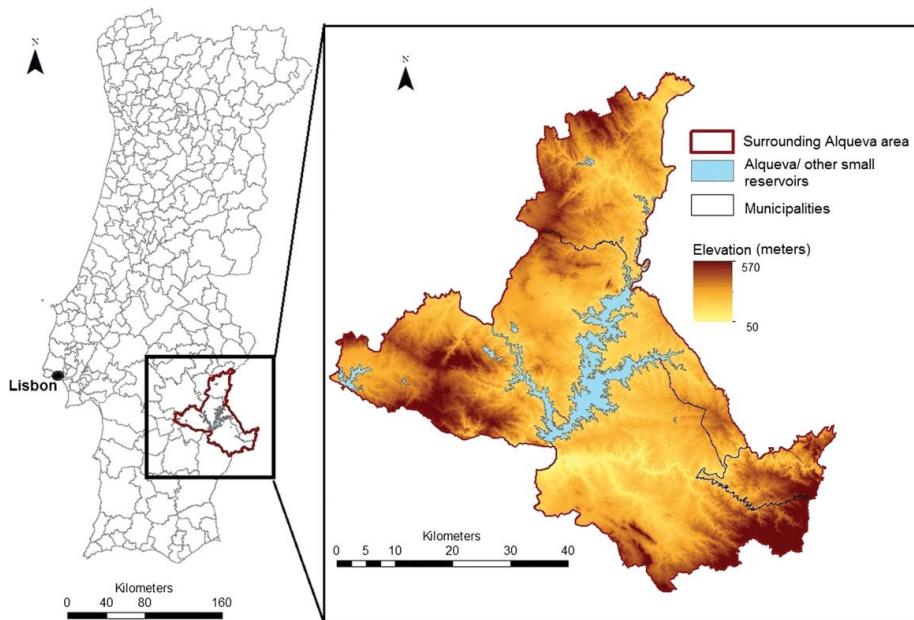 N
Lisbon
Kilometers
0 40 80 160
N
Surrounding Alqueva area
Alqueva/ other small
reservoirs
Municipalities
Elevation (meters)
570
50
Kilometers
0 5 10 20 30 40